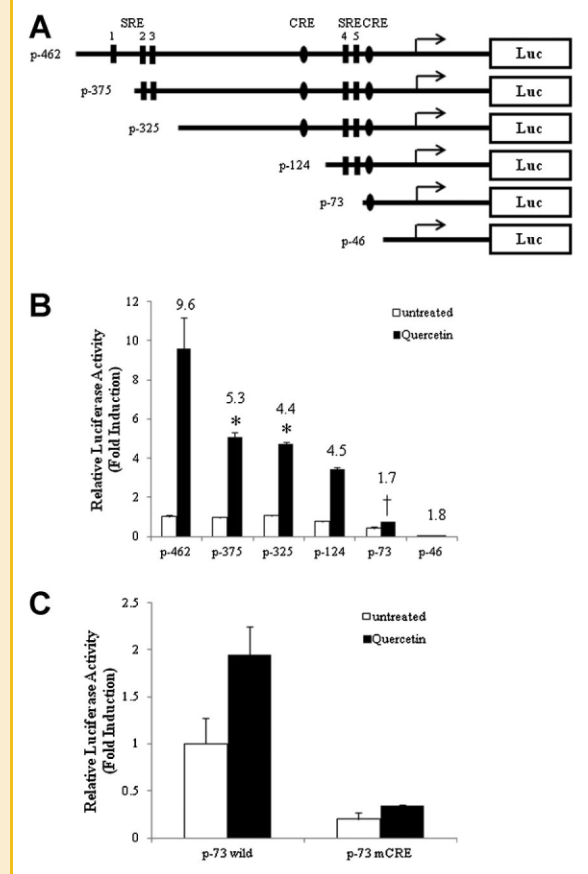 A
SRE CRE SRE CRE
1 2 3 4 5
p-462 Luc
p-375 Luc
p-325 Luc
p-124 Luc
p-73 Luc
p-46 Luc
B
Relative Luciferase Activity
(Fold Induction)
12
10
8
6
4
2
0
untreated
Quercetin
9.6
5.3
*
4.4
*
4.5
1.7
†
1.8
p-462 p-375 p-325 p-124 p-73 p-46
C
Relative Luciferase Activity
(Fold Induction)
2.5
2
1.5
1
0.5
0
untreated
Quercetin
p-73 wild p-73 mCRE